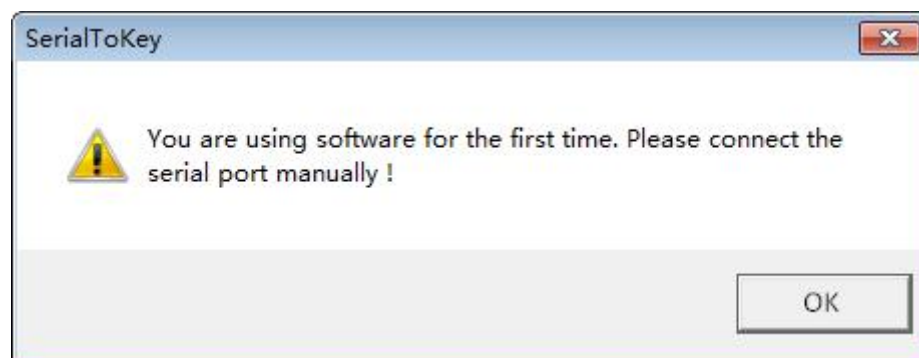 SerialToKey
You are using software for the first time. Please connect the
serial port manually !
OK